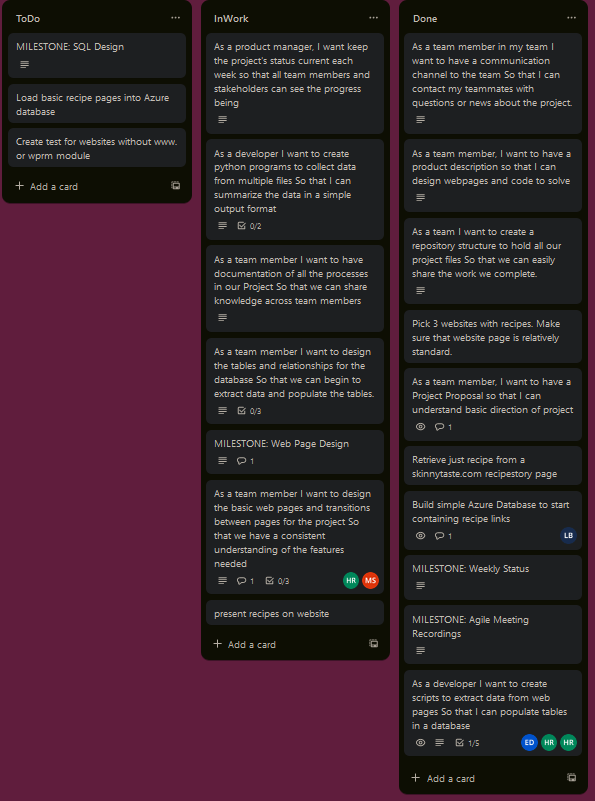 ToDo
MILESTONE: SQL Design
Load basic recipe pages into Azure
database
Create test for websites without www.
or wprm module
Add a card
InWork
As a product manager, I want keep
the project's status current each
week so that all team members and
stakeholders can see the progress
being
As a developer I want to create
python programs to collect data
from multiple files So that I can
summarize the data in a simple
output format
0/2
As a team member I want to have
documentation of all the processes
in our Project So that we can share
knowledge across team members
As a team member I want to design
the tables and relationships for the
database So that we can begin to
extract data and populate the tables.
0/3
MILESTONE: Web Page Design
1
As a team member I want to design
the basic web pages and transitions
between pages for the project So
that we have a consistent
understanding of the features
needed
1 0/3 HR MS
present recipes on website
Add a card
Done
As a team member in my team I
want to have a communication
channel to the team So that I can
contact my teammates with
questions or news about the project.
As a team member, I want to have a
product description so that I can
design webpages and code to solve
As a team I want to create a
repository structure to hold all our
project files So that we can easily
share the work we complete.
Pick 3 websites with recipes. Make
sure that website page is relatively
standard.
As a team member, I want to have a
Project Proposal so that I can
understand basic direction of project
1
Retrieve just recipe from a
skinnytaste.com recipestory page
Build simple Azure Database to start
containing recipe links
1 LB
MILESTONE: Weekly Status
MILESTONE: Agile Meeting
Recordings
As a developer I want to create
scripts to extract data from web
pages So that I can populate tables
in a database
1/5 ED HR HR
Add a card